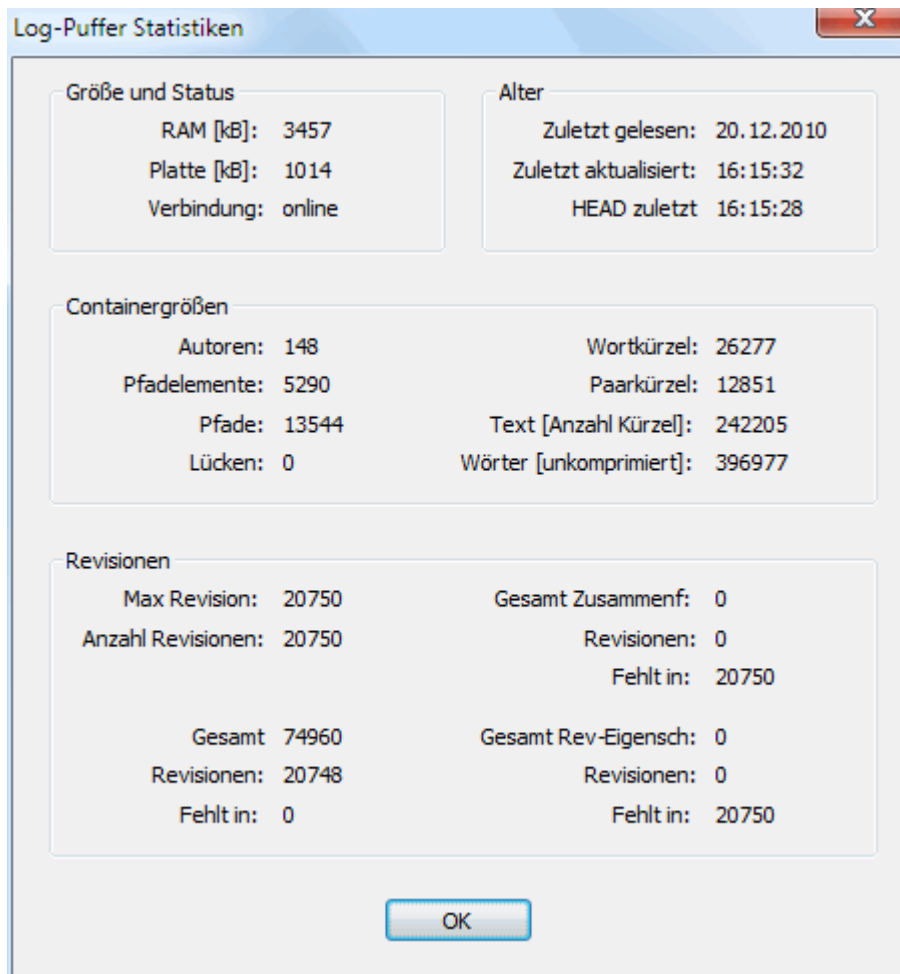 Log-Puffer Statistiken
Größe und Status
RAM [kB]: 3457
Platte [kB]: 1014
Verbindung: online
Alter
Zuletzt gelesen: 20.12.2010
Zuletzt aktualisiert: 16:15:32
HEAD zuletzt 16:15:28
Containergrößen
Autoren: 148
Pfadelemente: 5290
Pfade: 13544
Lücken: 0
Wortkürzel: 26277
Paarkürzel: 12851
Text [Anzahl Kürzel]: 242205
Wörter [unkomprimiert]: 396977
Revisionen
Max Revision: 20750
Anzahl Revisionen: 20750
Gesamt 74960
Revisionen: 20748
Fehlt in: 0
Gesamt Zusammenf: 0
Revisionen: 0
Fehlt in: 20750
Gesamt Rev-Eigensch: 0
Revisionen: 0
Fehlt in: 20750
OK